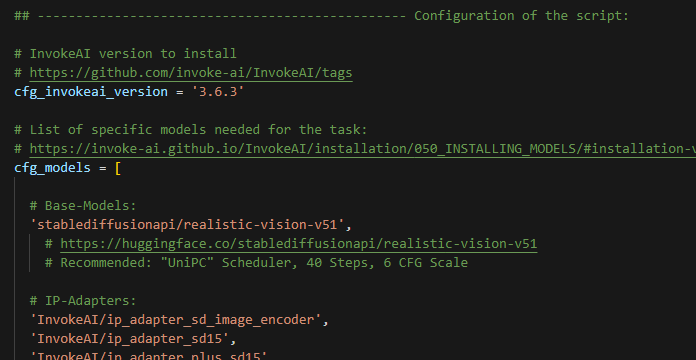 ## ----------------------------------------------- Configuration of the script:
# InvokeAI version to install
# https://github.com/invoke-ai/InvokeAI/tags
cfg_invokeai_version = '3.6.3'
# List of specific models needed for the task:
# https://invoke-ai.github.io/InvokeAI/installation/050_INSTALLING_MODELS/#installation-v
cfg_models = [
# Base-Models:
'stablediffusionapi/realistic-vision-v51',
# https://huggingface.co/stablediffusionapi/realistic-vision-v51
# Recommended: "UniPC" Scheduler, 40 Steps, 6 CFG Scale
# IP-Adapters:
'InvokeAI/ip_adapter_sd_image_encoder',
'InvokeAI/ip_adapter_sd15',
'InvokeAI/ip_adapter_plus_sd15'